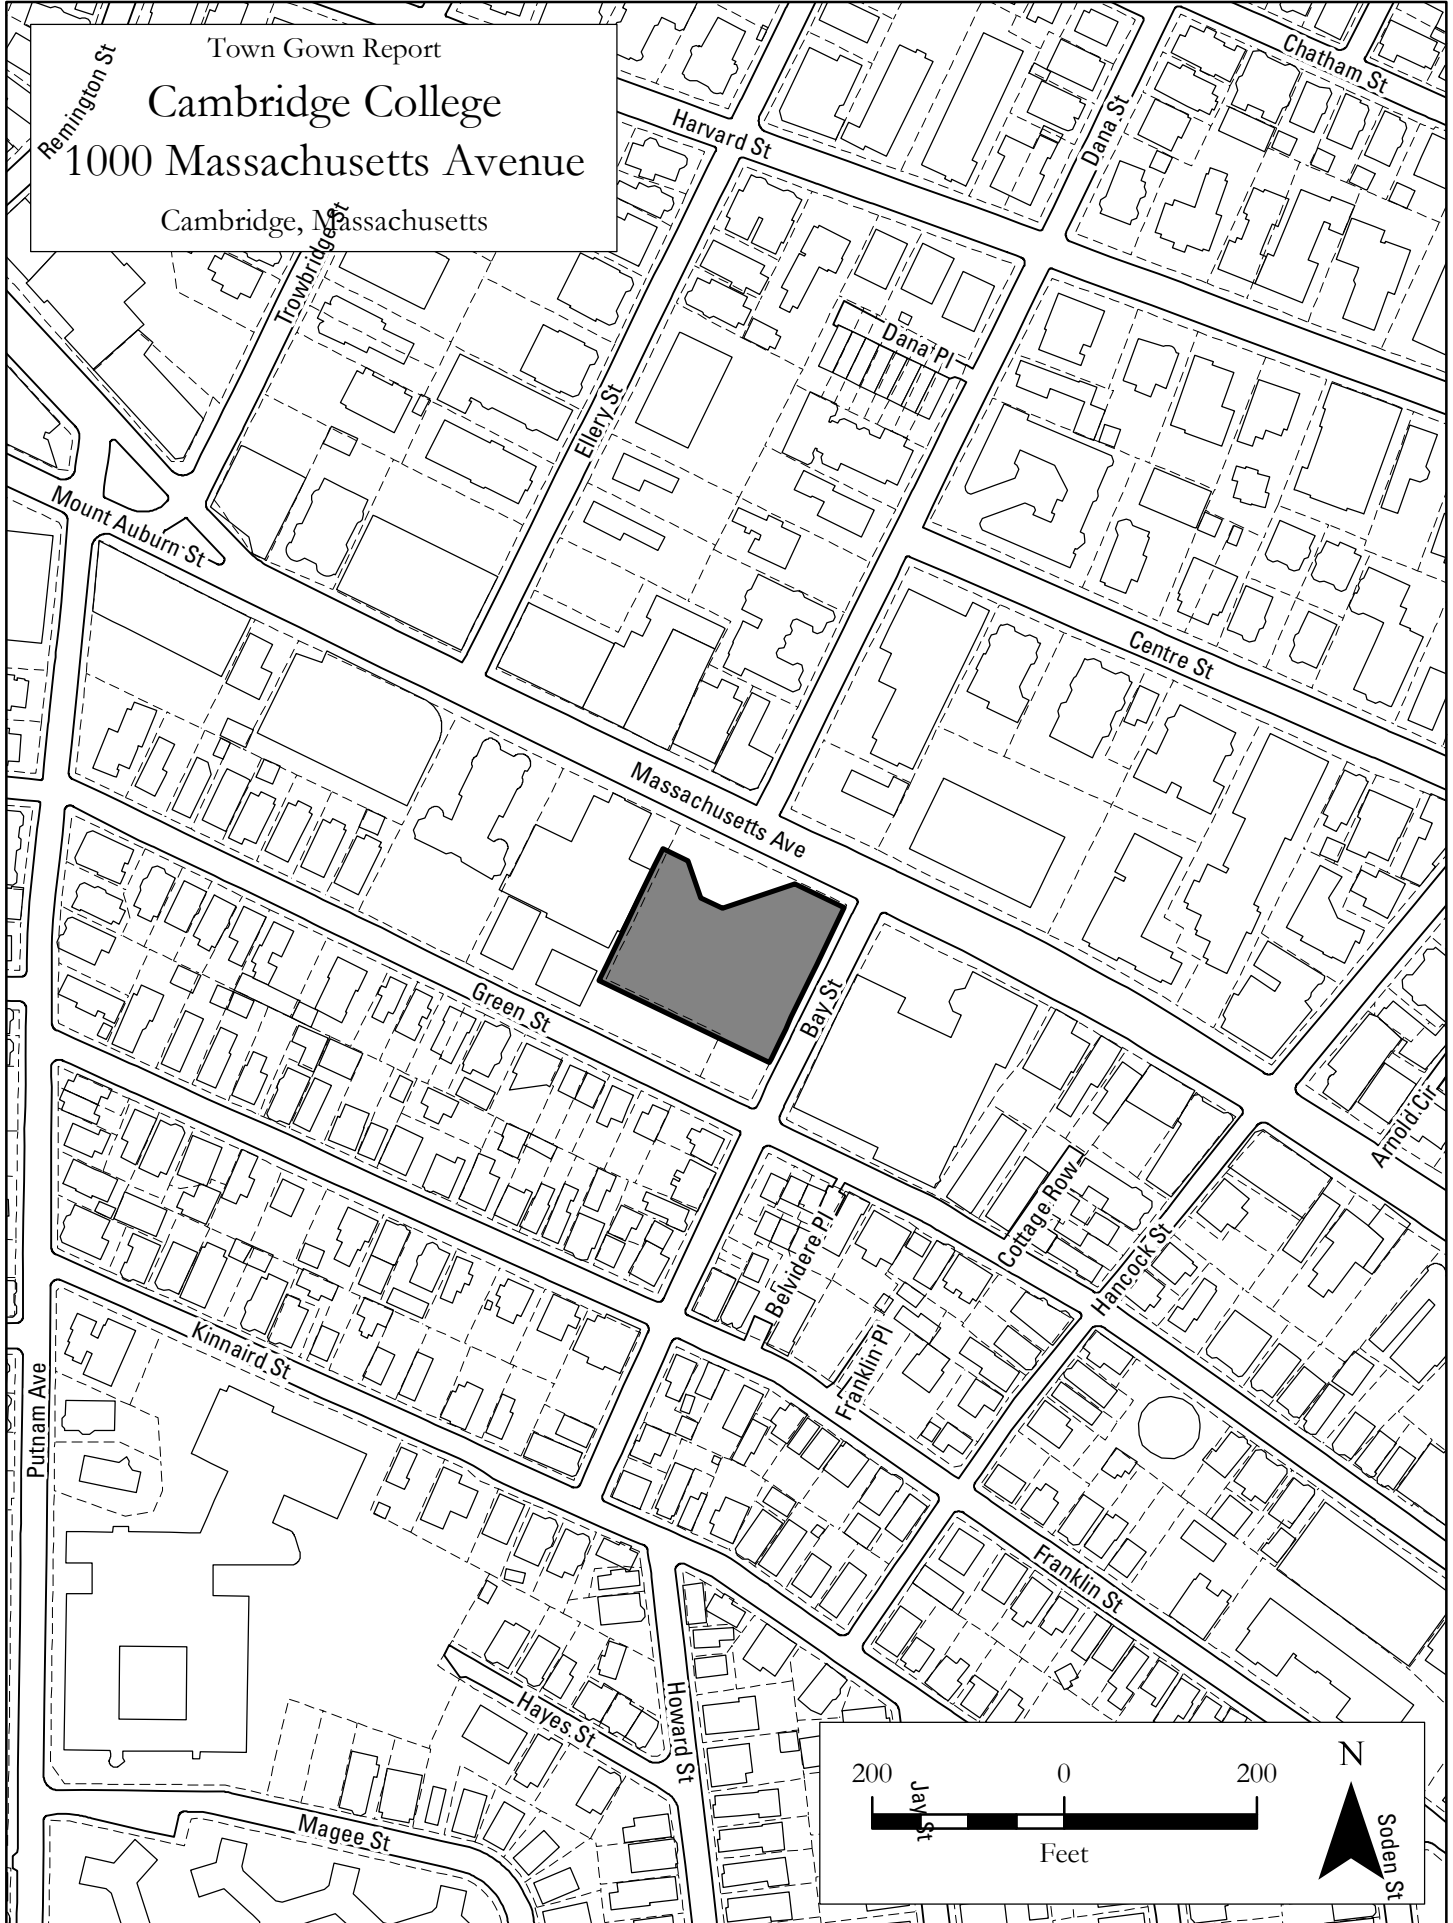 Town Gown Report
Cambridge College
1000 Massachusetts Avenue
Cambridge, Massachusetts
Remington St
Trowbridge St
Harvard St
Dana St
Chatham St
Dana Pl
Ellery St
Mount Auburn St
Centre St
Massachusetts Ave
Green St
Bay St
Arnold Cir
Cottage Row
Hancock St
Belvidere Pl
Franklin Pl
Kinnaird St
Putnam Ave
Franklin St
Hayes St
Howard St
Magee St
Jay St
Soden St
200 0 200
Feet
N